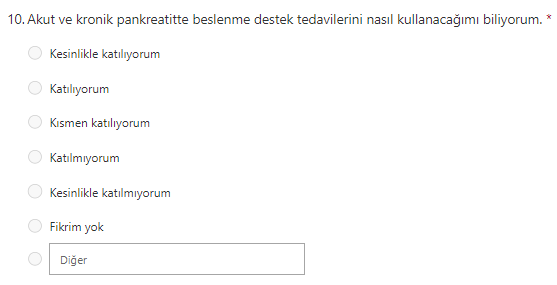 10. Akut ve kronik pankreatitte beslenme destek tedavilerini nasıl kullanacağımı biliyorum. *
Kesinlikle katılıyorum
Katılıyorum
Kısmen katılıyorum
Katılmıyorum
Kesinlikle katılmıyorum
Fikrim yok
Diğer